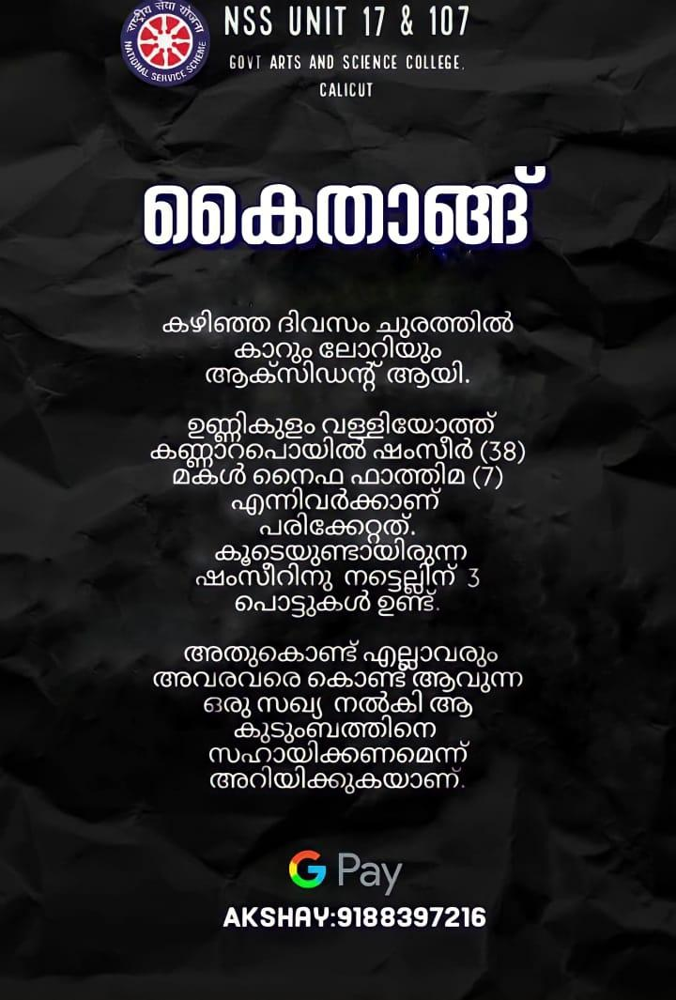 राष्ट्रीय सेवा योजना
NATIONAL SERVICE SCHEME
NSS UNIT 17 & 107
GOVT ARTS AND SCIENCE COLLEGE,
CALICUT
കൈതാങ്ങ്
കഴിഞ്ഞ ദിവസം ചുരത്തിൽ
കാറും ലോറിയും
ആക്സിഡന്റ് ആയി.
ഉണ്ണികുളം വള്ളിയോത്ത്
കണ്ണാറപൊയിൽ ഷംസീർ (38)
മകൾ നൈഫ ഫാത്തിമ (7)
എന്നിവർക്കാണ്
പരിക്കേറ്റത്.
കൂടെയുണ്ടായിരുന്ന
ഷംസീറിനു നട്ടെല്ലിന് 3
പൊട്ടുകൾ ഉണ്ട്.
അതുകൊണ്ട് എല്ലാവരും
അവരവരെ കൊണ്ട് ആവുന്ന
ഒരു സഖ്യ നൽകി ആ
കുടുംബത്തിനെ
സഹായിക്കണമെന്ന്
അറിയിക്കുകയാണ്.
G Pay
AKSHAY:9188397216